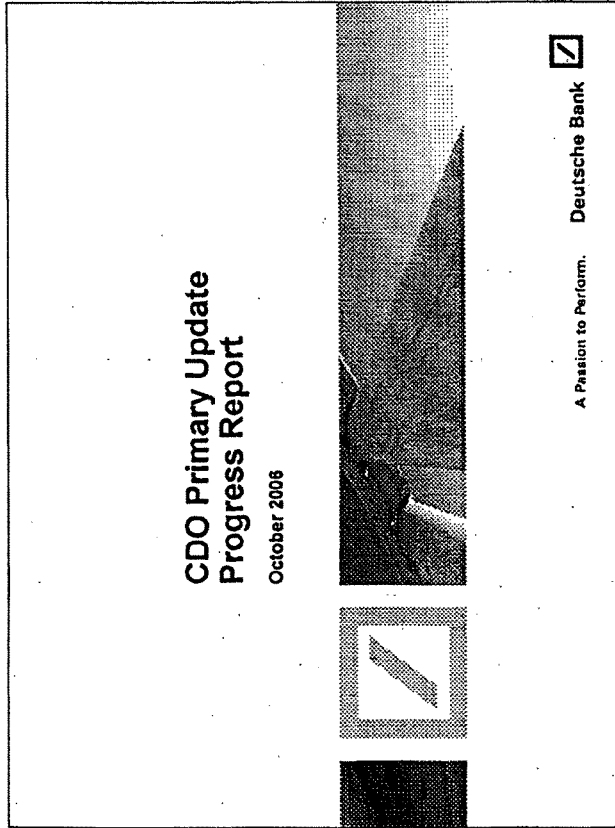 CDO Primary Update
Progress Report
October 2006
A Passion to Perform.
Deutsche Bank